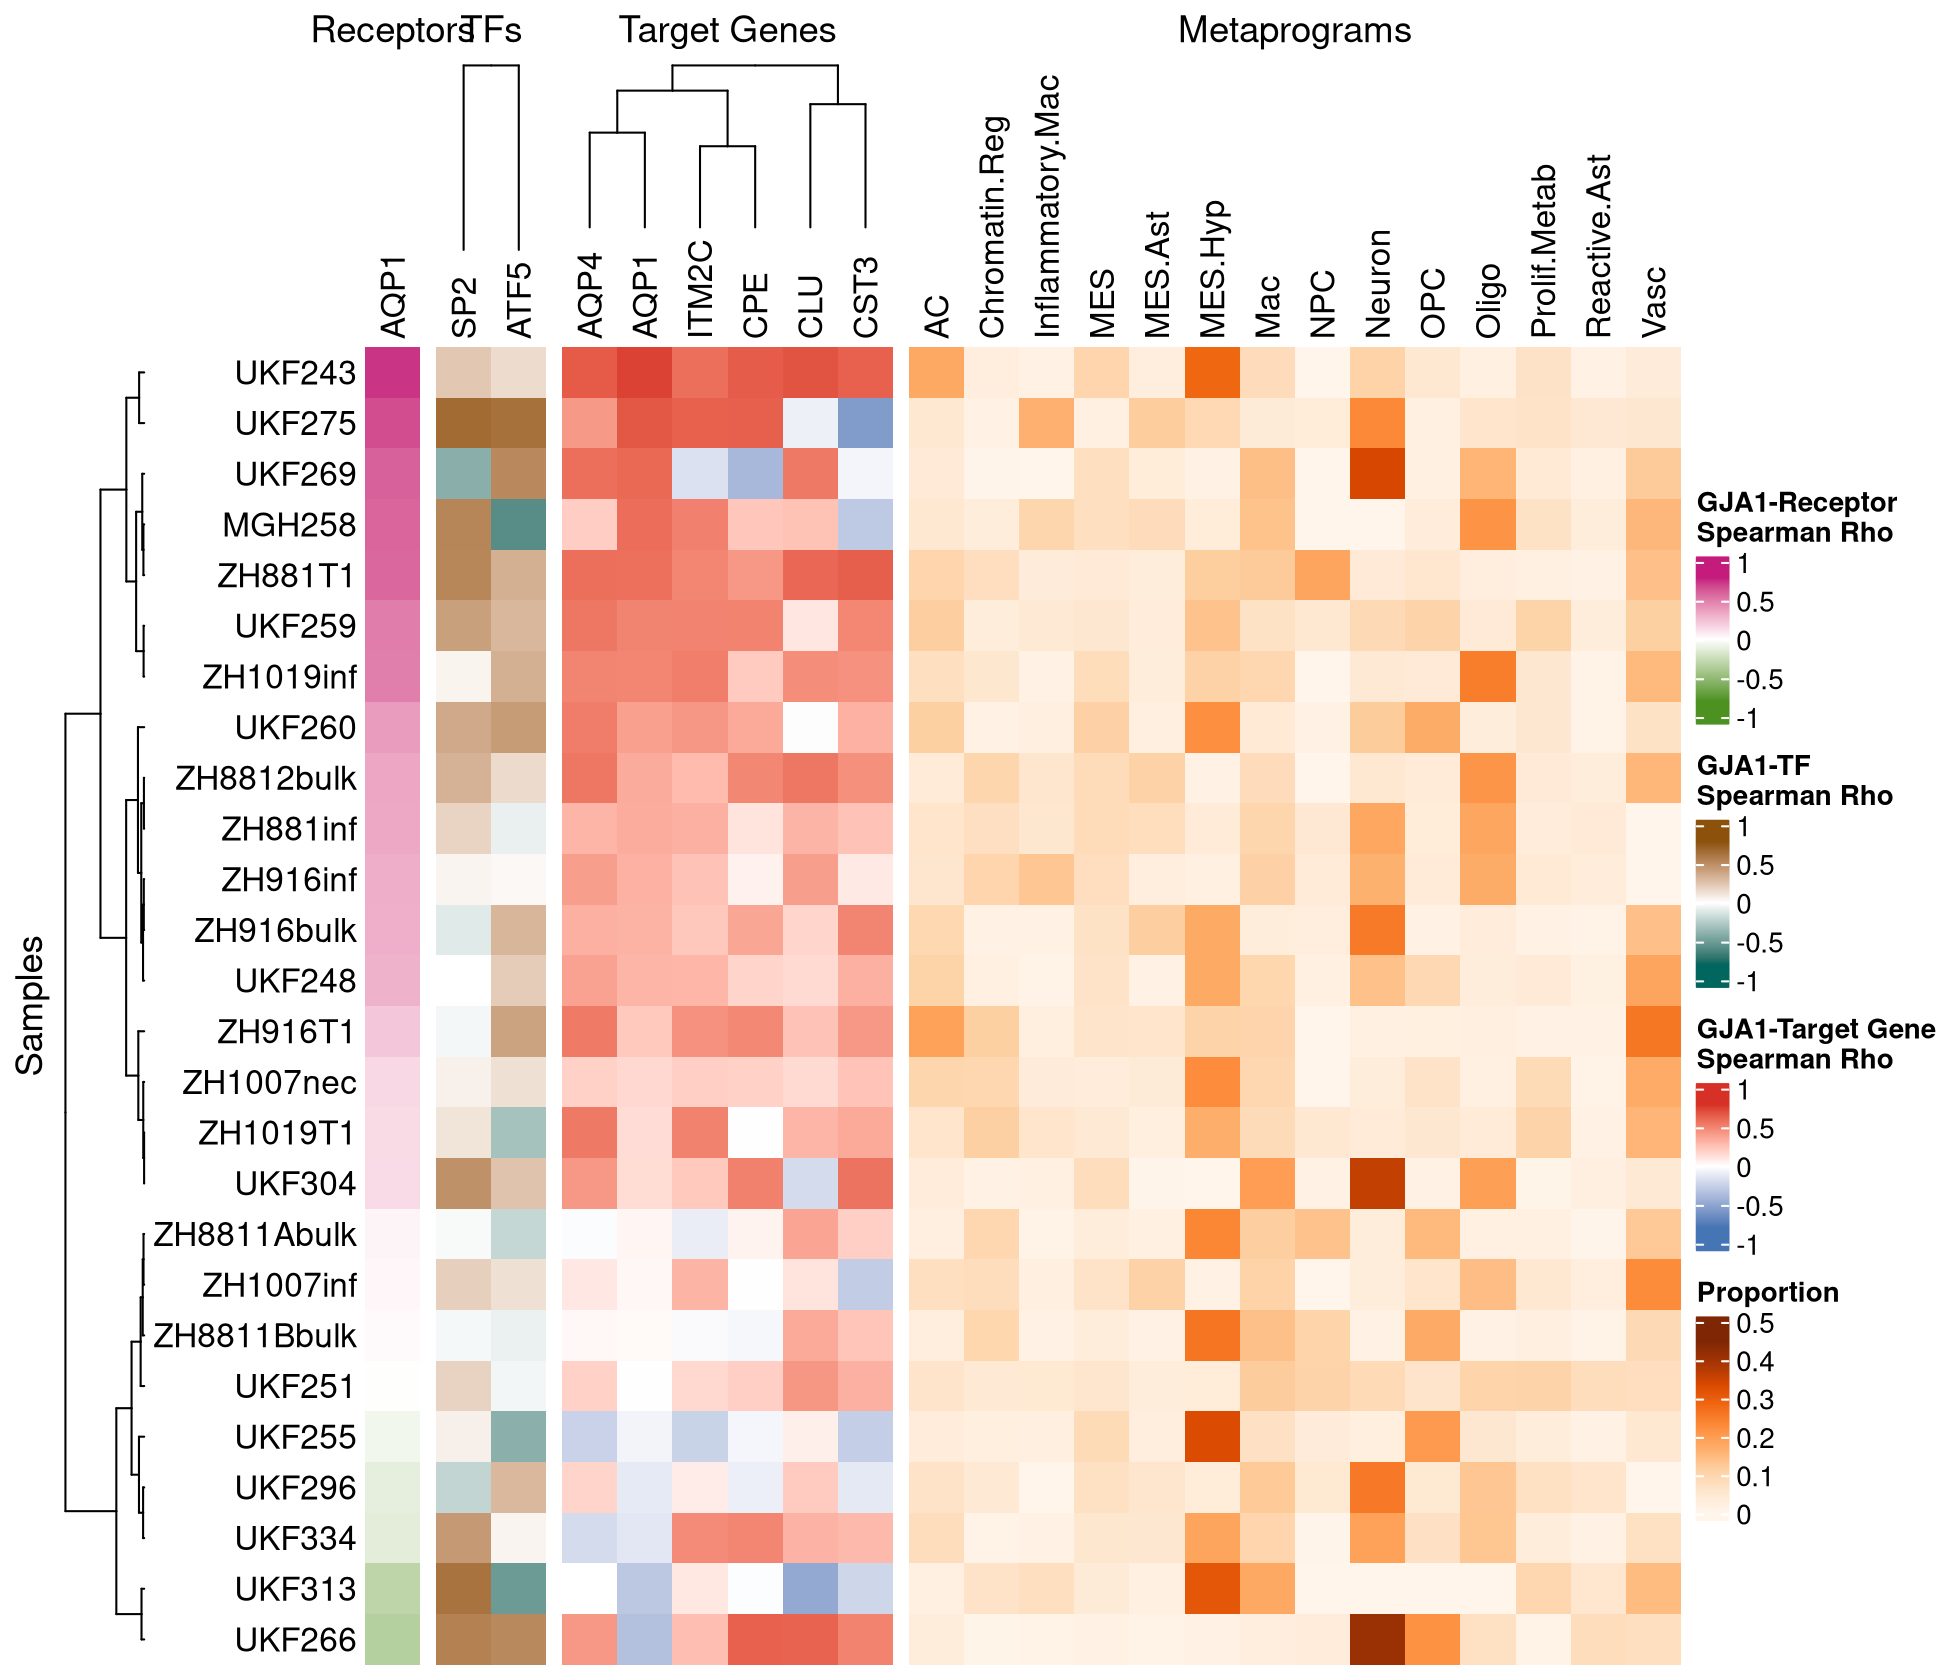 Receptors
TFs
Target Genes
Metaprograms
AQP1
SP2
ATF5
AQP4
AQP1
ITM2C
CPE
CLU
CST3
AC
Chromatin.Reg
Inflammatory.Mac
MES
MES.Ast
MES.Hyp
Mac
NPC
Neuron
OPC
Oligo
Prolif.Metab
Reactive.Ast
Vasc
Samples
UKF243
UKF275
UKF269
MGH258
ZH881T1
UKF259
ZH1019inf
UKF260
ZH8812bulk
ZH881inf
ZH916inf
ZH916bulk
UKF248
ZH916T1
ZH1007nec
ZH1019T1
UKF304
ZH8811Abulk
ZH1007inf
ZH8811Bbulk
UKF251
UKF255
UKF296
UKF334
UKF313
UKF266
GJA1-Receptor
Spearman Rho
1
0.5
0
-0.5
-1
GJA1-TF
Spearman Rho
1
0.5
0
-0.5
-1
GJA1-Target Gene
Spearman Rho
1
0.5
0
-0.5
-1
Proportion
0.5
0.4
0.3
0.2
0.1
0